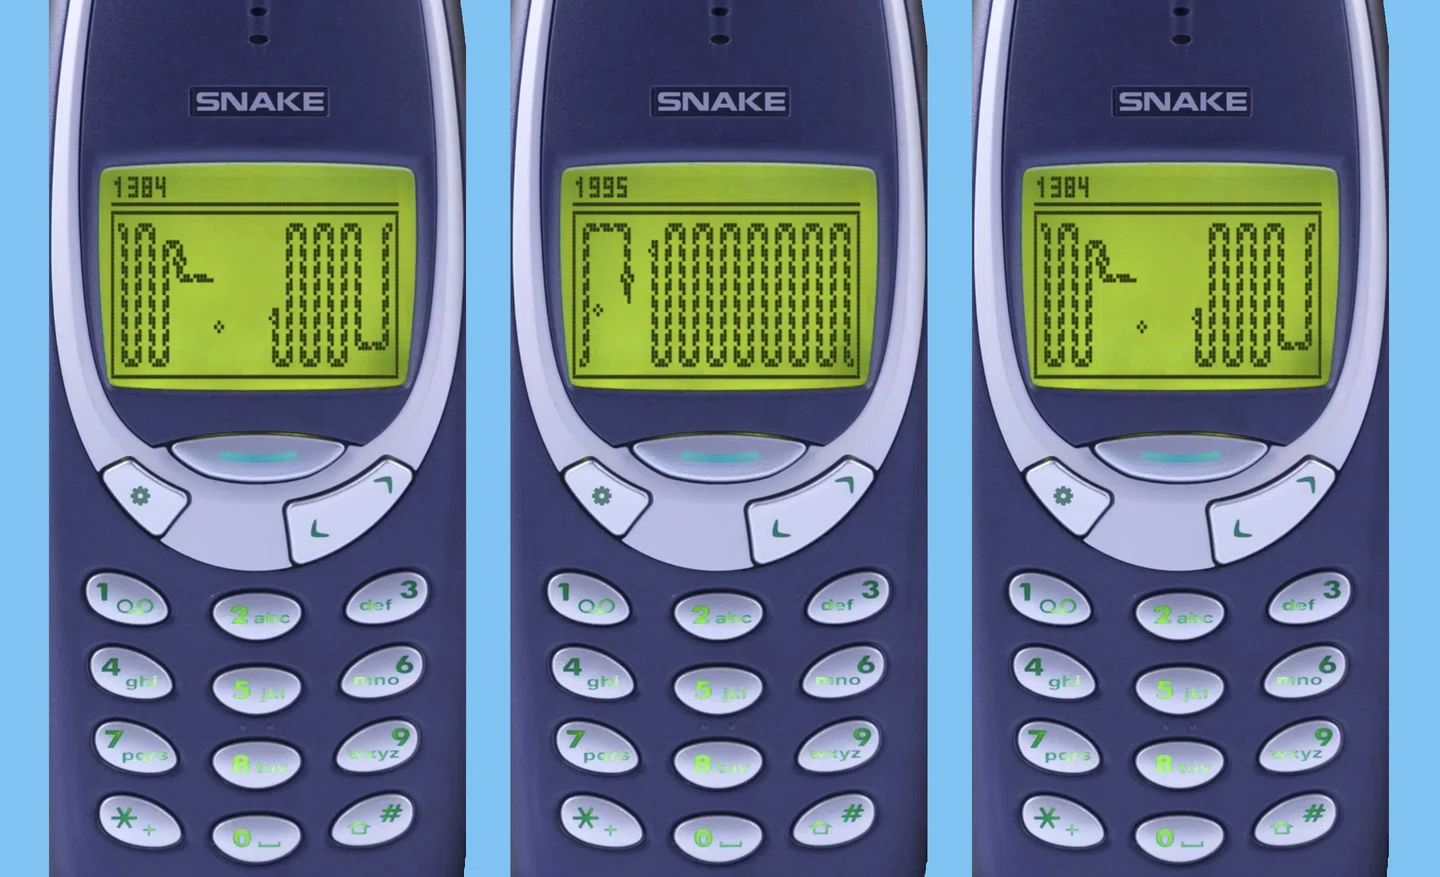 SNAKE
1384
1
2 abc
def 3
4 ghi
5 jkl
mno 6
7 pqrs
8 tuv
wxyz 9
* +
0
#
SNAKE
1995
1
2 abc
def 3
4 ghi
5 jkl
mno 6
7 pqrs
8 tuv
wxyz 9
* +
0
#
SNAKE
1384
1
2 abc
def 3
4 ghi
5 jkl
mno 6
7 pqrs
8 tuv
wxyz 9
* +
0
#